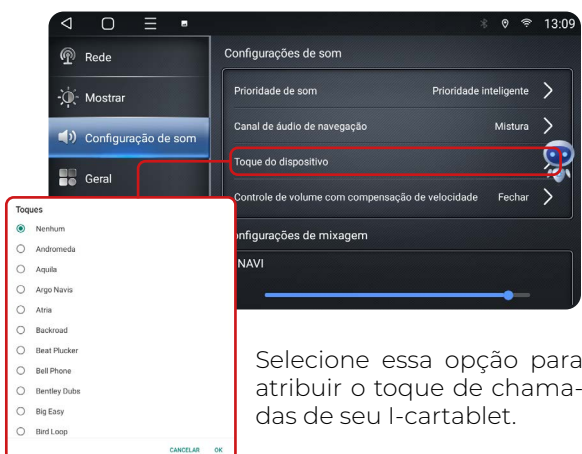 13:09
Rede
Mostrar
Configuração de som
Geral
Configurações de som
Prioridade de som Prioridade inteligente
Canal de áudio de navegação Mistura
Toque do dispositivo
Controle de volume com compensação de velocidade Fechar
onfigurações de mixagem
NAVI
Toques
Nenhum
Andromeda
Aquila
Argo Navis
Atria
Backroad
Beat Plucker
Bell Phone
Bentley Dubs
Big Easy
Bird Loop
CANCELAR OK
Selecione essa opção para
atribuir o toque de chama-
das de seu I-cartablet.